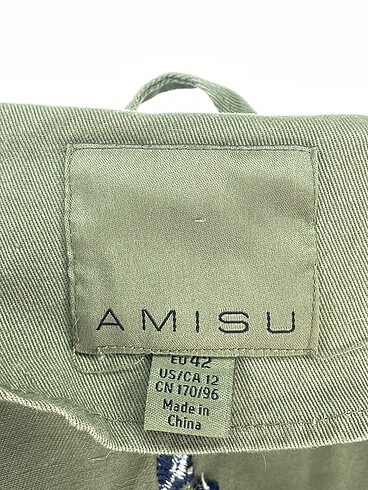 AMISU
EU 42
US/CA 12
CN 170/96
Made in
China